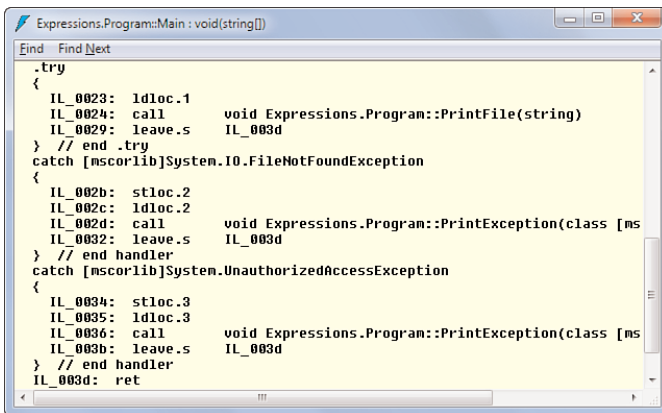 Expressions.Program::Main : void(string[])
Find Find Next
.try
{
IL_0023: ldloc.1
IL_0024: call void Expressions.Program::PrintFile(string)
IL_0029: leave.s IL_003d
} // end .try
catch [mscorlib]System.IO.FileNotFoundException
{
IL_002b: stloc.2
IL_002c: ldloc.2
IL_002d: call void Expressions.Program::PrintException(class [ms
IL_0032: leave.s IL_003d
} // end handler
catch [mscorlib]System.UnauthorizedAccessException
{
IL_0034: stloc.3
IL_0035: ldloc.3
IL_0036: call void Expressions.Program::PrintException(class [ms
IL_003b: leave.s IL_003d
} // end handler
IL_003d: ret